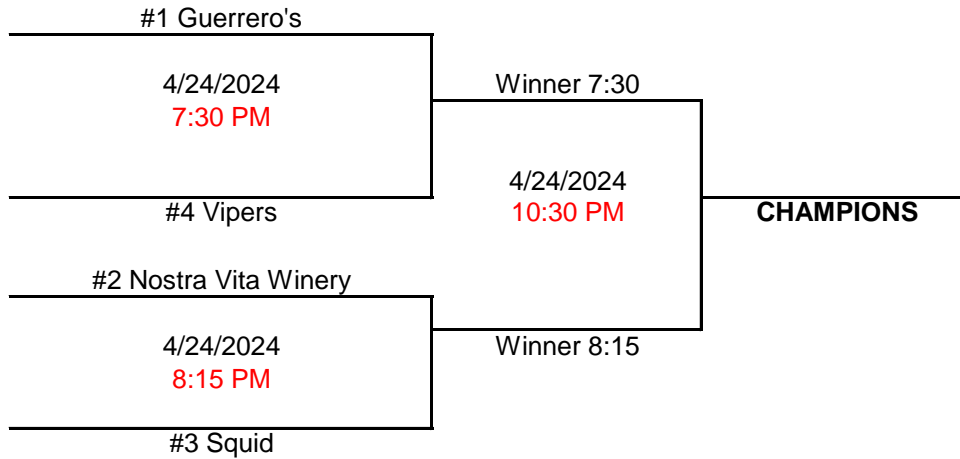 #1 Guerrero's
4/24/2024
7:30 PM
Winner 7:30
#4 Vipers
4/24/2024
10:30 PM
CHAMPIONS
#2 Nostra Vita Winery
4/24/2024
8:15 PM
Winner 8:15
#3 Squid